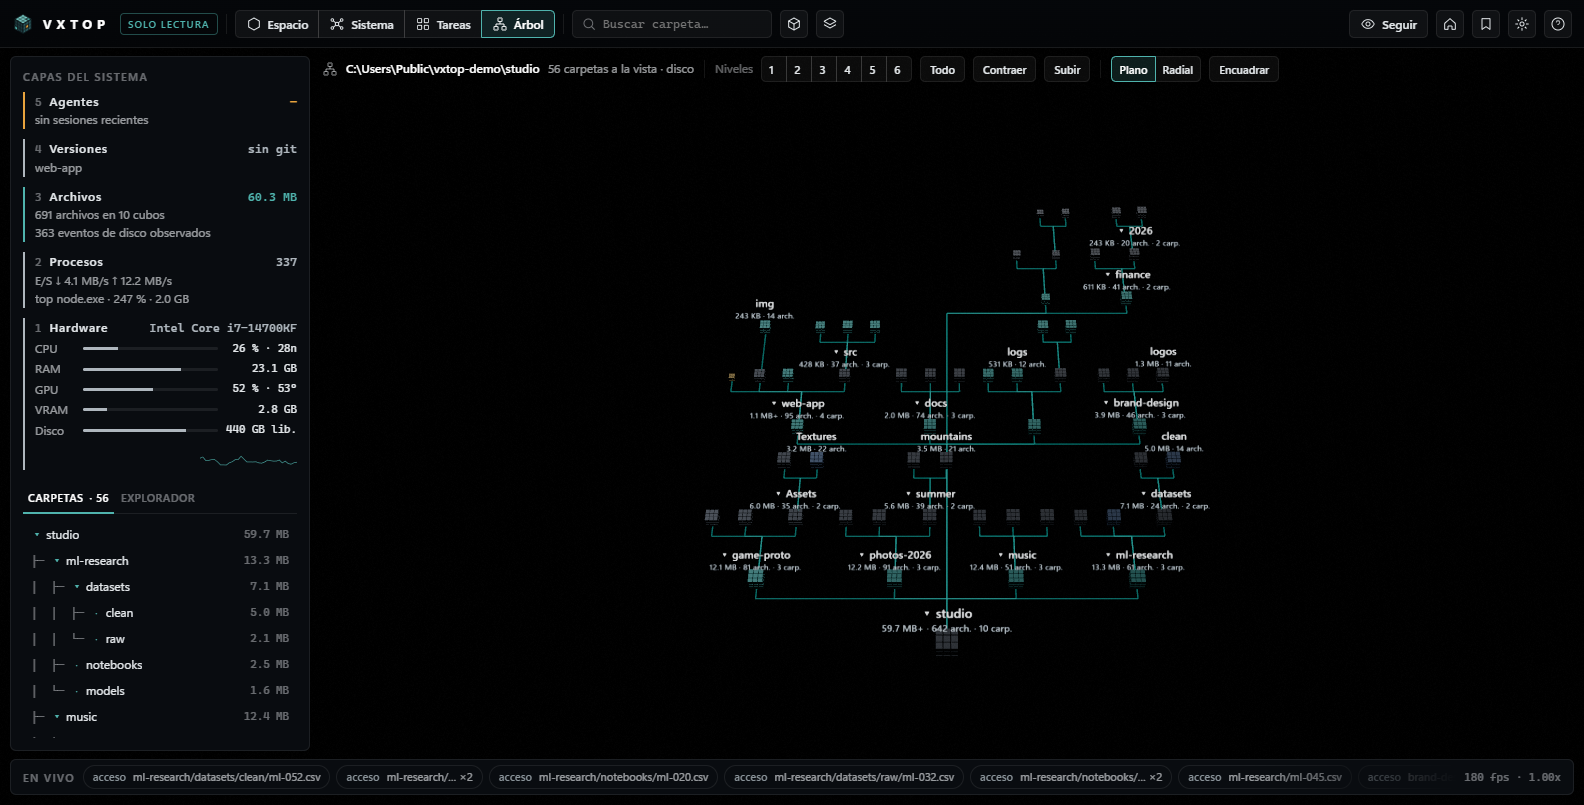 VXTOP SOLO LECTURA Espacio Sistema Tareas Árbol Buscar carpeta… Seguir
CAPAS DEL SISTEMA
5 Agentes –
sin sesiones recientes
4 Versiones sin git
web-app
3 Archivos 60.3 MB
691 archivos en 10 cubos
363 eventos de disco observados
2 Procesos 337
E/S ↓ 4.1 MB/s ↑ 12.2 MB/s
top node.exe · 247 % · 2.0 GB
1 Hardware Intel Core i7-14700KF
CPU 26 % · 28n
RAM 23.1 GB
GPU 52 % · 53º
VRAM 2.8 GB
Disco 440 GB lib.
CARPETAS · 56 EXPLORADOR
▾ studio 59.7 MB
├─ ▾ ml-research 13.3 MB
│ ├─ ▾ datasets 7.1 MB
│ │ ├─ · clean 5.0 MB
│ │ └─ · raw 2.1 MB
│ ├─ · notebooks 2.5 MB
│ └─ · models 1.6 MB
├─ ▾ music 12.4 MB
C:\Users\Public\vxtop-demo\studio 56 carpetas a la vista · disco Niveles 1 2 3 4 5 6 Todo Contraer Subir Plano Radial Encuadrar
▾ 2026
243 KB · 20 arch. · 2 carp.
▾ finance
611 KB · 41 arch. · 2 carp.
img
243 KB · 14 arch.
▾ src
428 KB · 37 arch. · 3 carp.
logs
531 KB · 12 arch.
logos
1.3 MB · 11 arch.
▾ web-app
1.1 MB+ · 95 arch. · 4 carp.
▾ docs
2.0 MB · 74 arch. · 3 carp.
▾ brand-design
3.9 MB · 46 arch. · 3 carp.
Textures
3.2 MB · 22 arch.
mountains
3.5 MB · 21 arch.
clean
5.0 MB · 14 arch.
▾ Assets
6.0 MB · 35 arch. · 2 carp.
▾ summer
5.6 MB · 39 arch. · 2 carp.
▾ datasets
7.1 MB · 24 arch. · 2 carp.
▾ game-proto
12.1 MB · 81 arch. · 3 carp.
▾ photos-2026
12.2 MB · 91 arch. · 3 carp.
▾ music
12.4 MB · 51 arch. · 3 carp.
▾ ml-research
13.3 MB · 61 arch. · 3 carp.
▾ studio
59.7 MB+ · 642 arch. · 10 carp.
EN VIVO acceso ml-research/datasets/clean/ml-052.csv acceso ml-research/… ×2 acceso ml-research/notebooks/ml-020.csv acceso ml-research/datasets/raw/ml-032.csv acceso ml-research/notebooks/… ×2 acceso ml-research/ml-045.csv acceso 180 fps · 1.00x